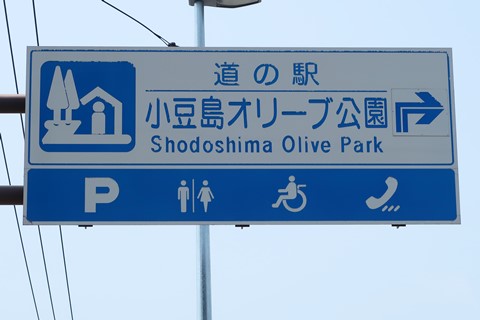 道の駅
小豆島オリーブ公園
Shodoshima Olive Park
P